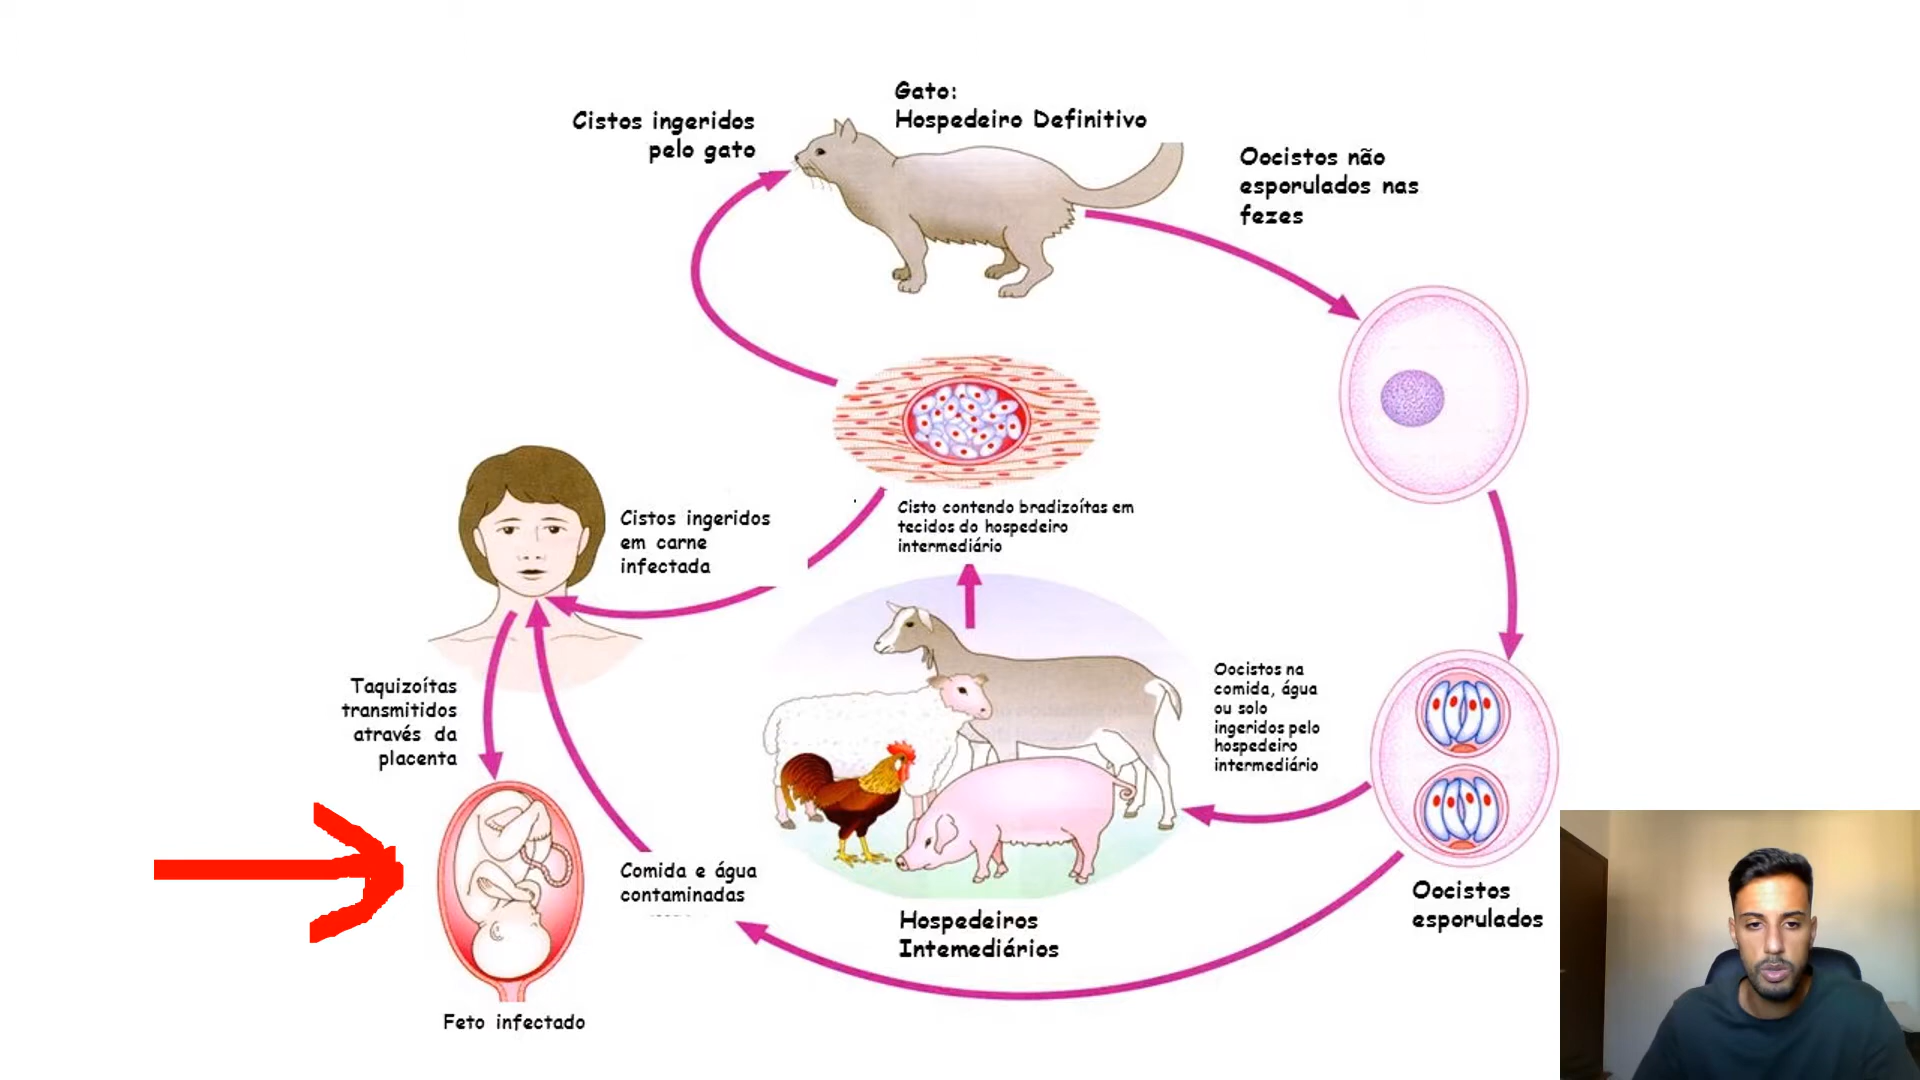 Gato:
Hospedeiro Definitivo
Cistos ingeridos
pelo gato
Oocistos não
esporulados nas
fezes
Cistos ingeridos
em carne
infectada
Cisto contendo bradizoítas em
tecidos do hospedeiro
intermediário
Taquizoítas
transmitidos
através da
placenta
Oocistos na
comida, água
ou solo
ingeridos pelo
hospedeiro
intermediário
Comida e água
contaminadas
Hospedeiros
Intemediários
Oocistos
esporulados
Feto infectado